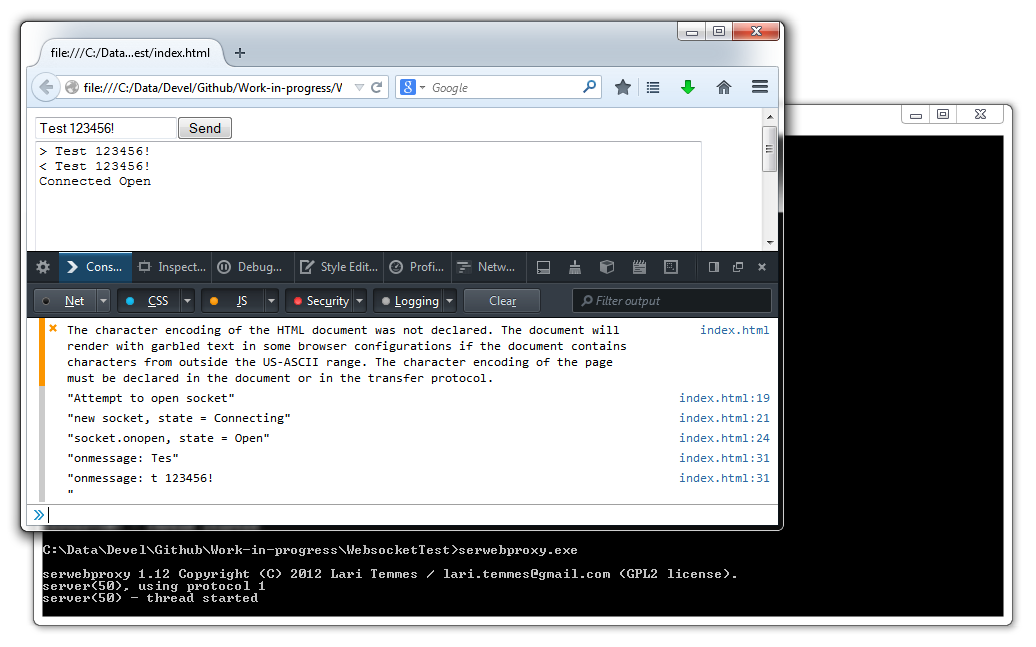 file:///C:/Data...est/index.html
file:///C:/Data/Devel/Github/Work-in-progress/
Google
Test 123456! Send
> Test 123456!
< Test 123456!
Connected Open
Cons... Inspect... Debug... Style Edit... Profi... Netw...
Net CSS JS Security Logging Clear Filter output
The character encoding of the HTML document was not declared. The document will index.html
render with garbled text in some browser configurations if the document contains
characters from outside the US-ASCII range. The character encoding of the page
must be declared in the document or in the transfer protocol.
"Attempt to open socket" index.html:19
"new socket, state = Connecting" index.html:21
"socket.onopen, state = Open" index.html:24
"onmessage: Tes" index.html:31
"onmessage: t 123456! index.html:31
"
C:\Data\Devel\Github\Work-in-progress\WebsocketTest>serwebproxy.exe
serwebproxy 1.12 Copyright (C) 2012 Lari Temmes / lari.temmes@gmail.com (GPL2 license).
server(50), using protocol 1
server(50) - thread started